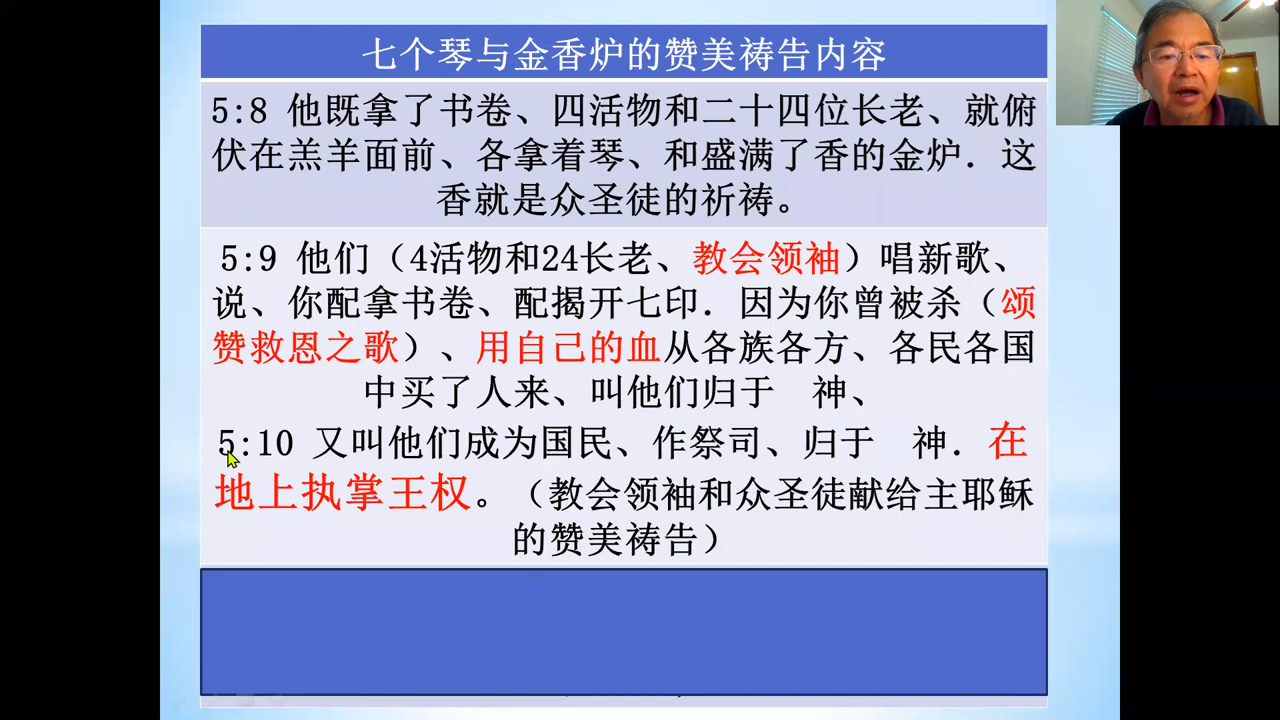 七个琴与金香炉的赞美祷告内容
5:8 他既拿了书卷、四活物和二十四位长老、就俯
伏在羔羊面前、各拿着琴、和盛满了香的金炉．这
香就是众圣徒的祈祷。
5:9 他们（4活物和24长老、教会领袖）唱新歌、
说、你配拿书卷、配揭开七印．因为你曾被杀（颂
赞救恩之歌）、用自己的血从各族各方、各民各国
中买了人来、叫他们归于　神、
5:10 又叫他们成为国民、作祭司、归于　神．在
地上执掌王权。（教会领袖和众圣徒献给主耶稣
的赞美祷告）